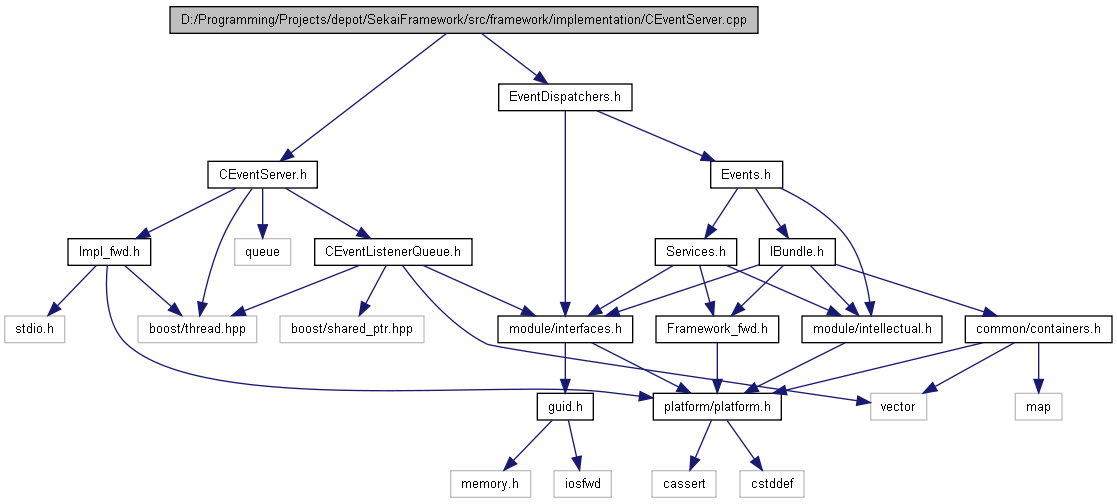 D:/Programming/Projects/depot/SekaiFramework/src/framework/implementation/CEventServer.cpp
EventDispatchers.h
CEventServer.h
Events.h
Impl_fwd.h
queue
CEventListenerQueue.h
Services.h
IBundle.h
stdio.h
boost/thread.hpp
boost/shared_ptr.hpp
module/interfaces.h
Framework_fwd.h
module/intellectual.h
common/containers.h
guid.h
platform/platform.h
vector
map
memory.h
iosfwd
cassert
cstddef